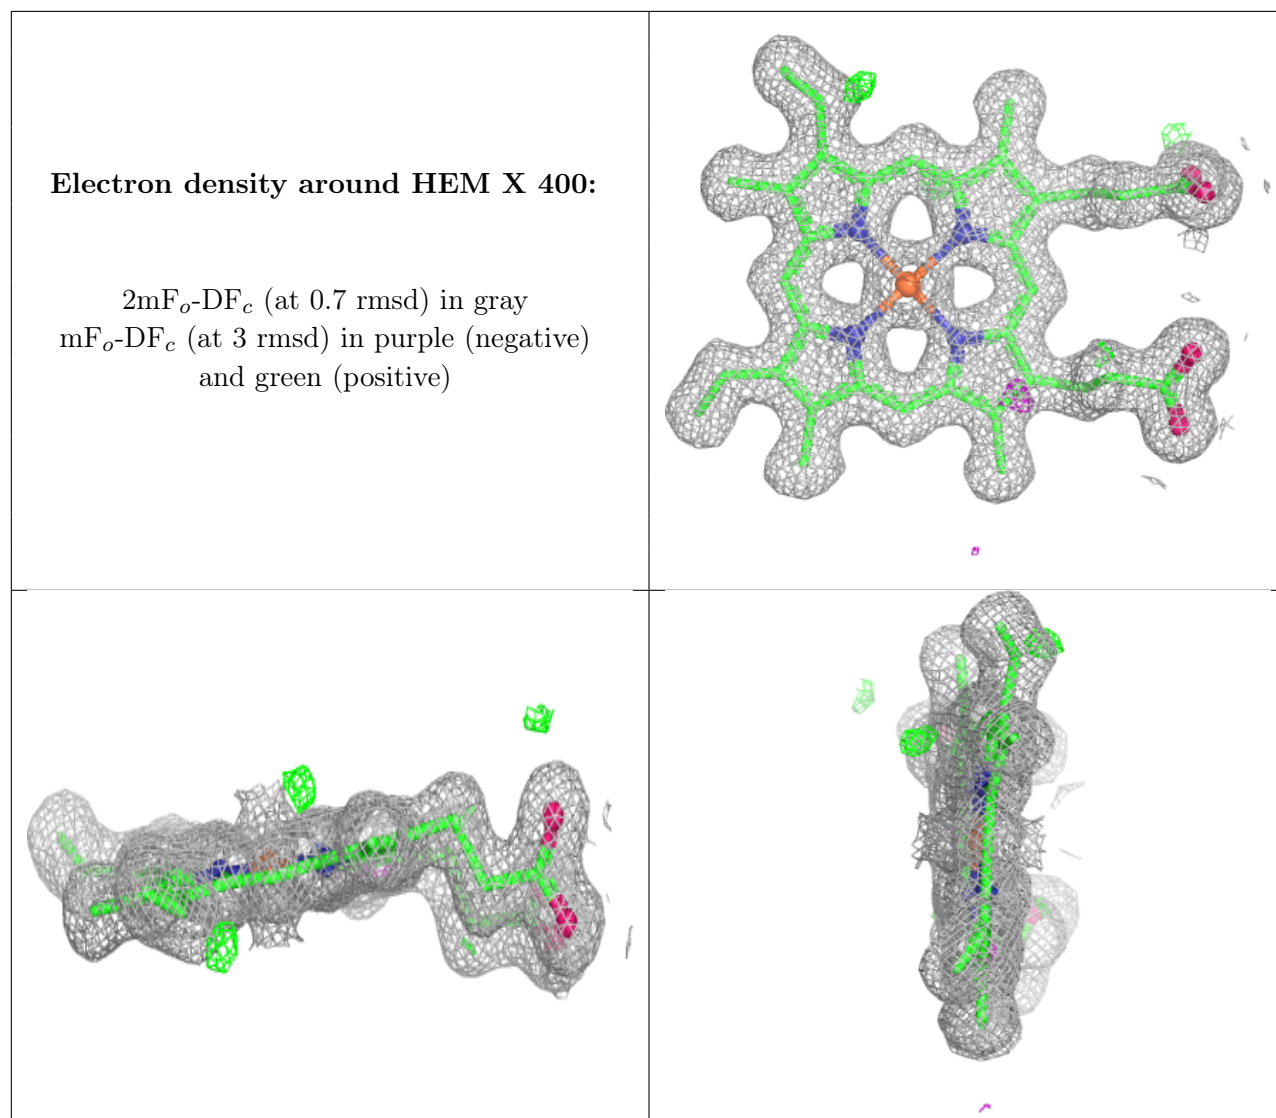 Electron density around HEM X 400:
2mFo-DFc (at 0.7 rmsd) in gray
mFo-DFc (at 3 rmsd) in purple (negative)
and green (positive)